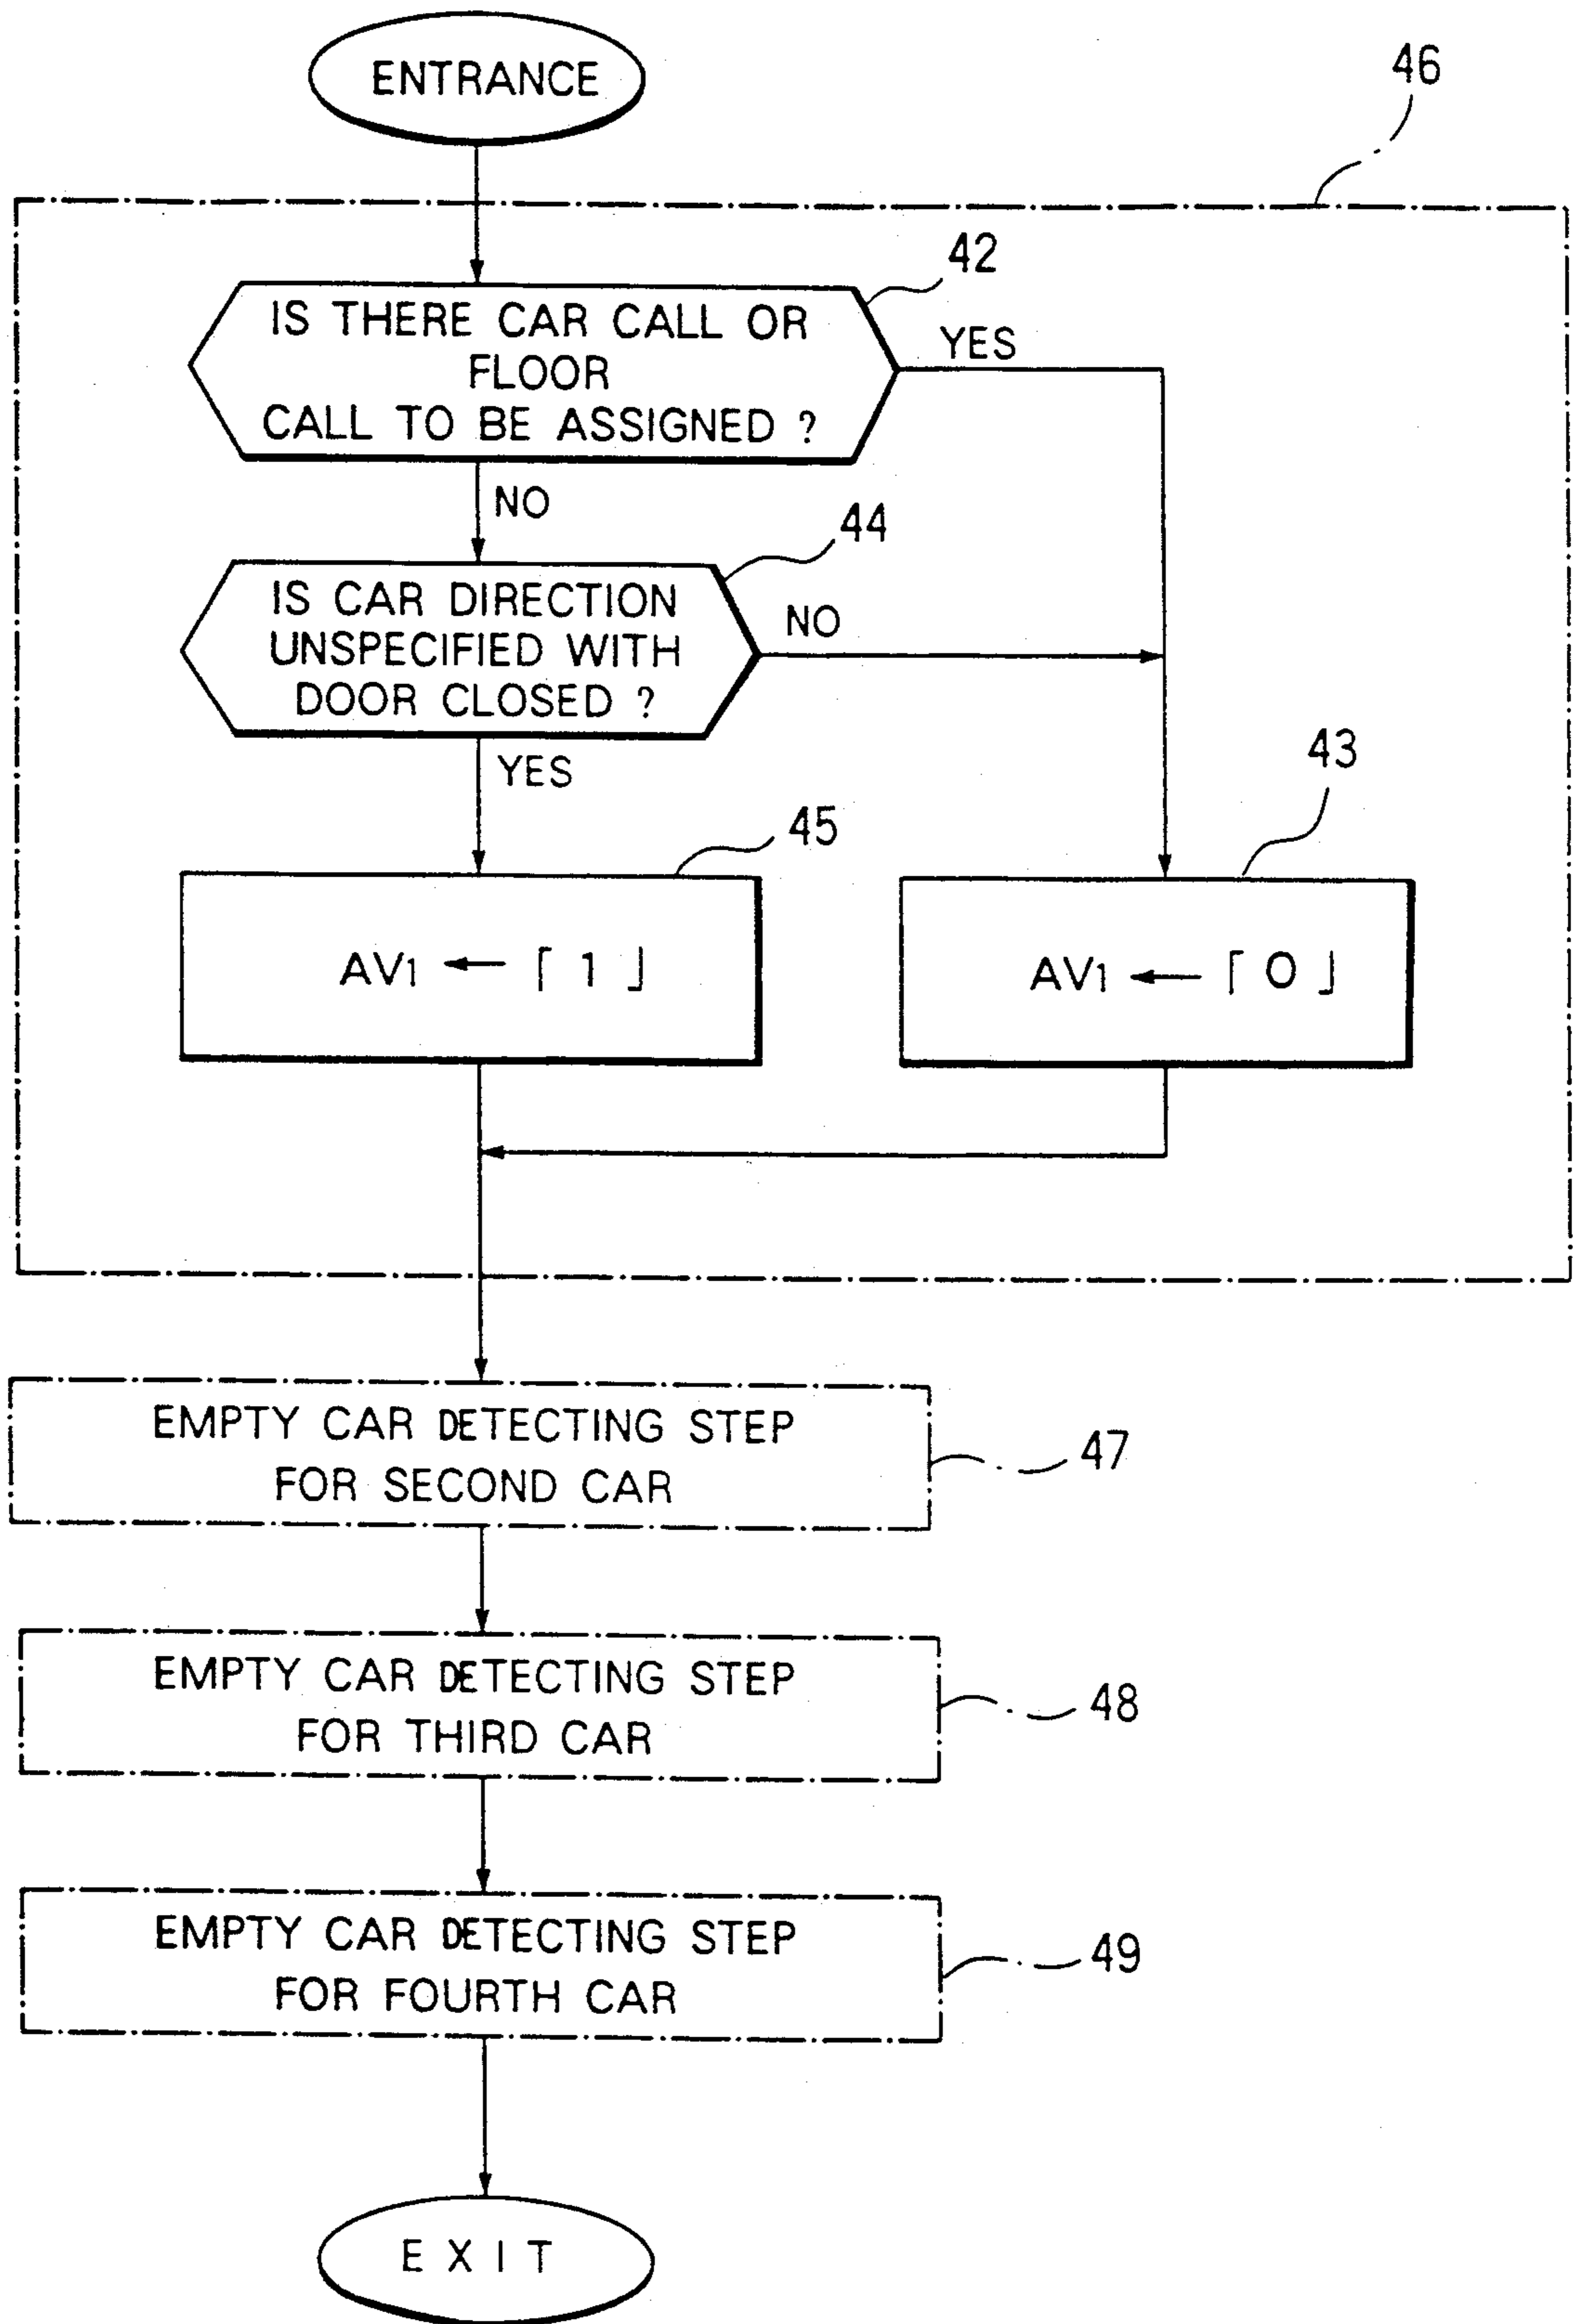 ENTRANCE
46
42
IS THERE CAR CALL OR
FLOOR
CALL TO BE ASSIGNED ?
YES
NO
44
IS CAR DIRECTION
UNSPECIFIED WITH
DOOR CLOSED ?
NO
YES
45
43
AV1 ← ｢ 1 ｣
AV1 ← ｢ 0 ｣
EMPTY CAR DETECTING STEP
FOR SECOND CAR
47
EMPTY CAR DETECTING STEP
FOR THIRD CAR
48
EMPTY CAR DETECTING STEP
FOR FOURTH CAR
49
EXIT